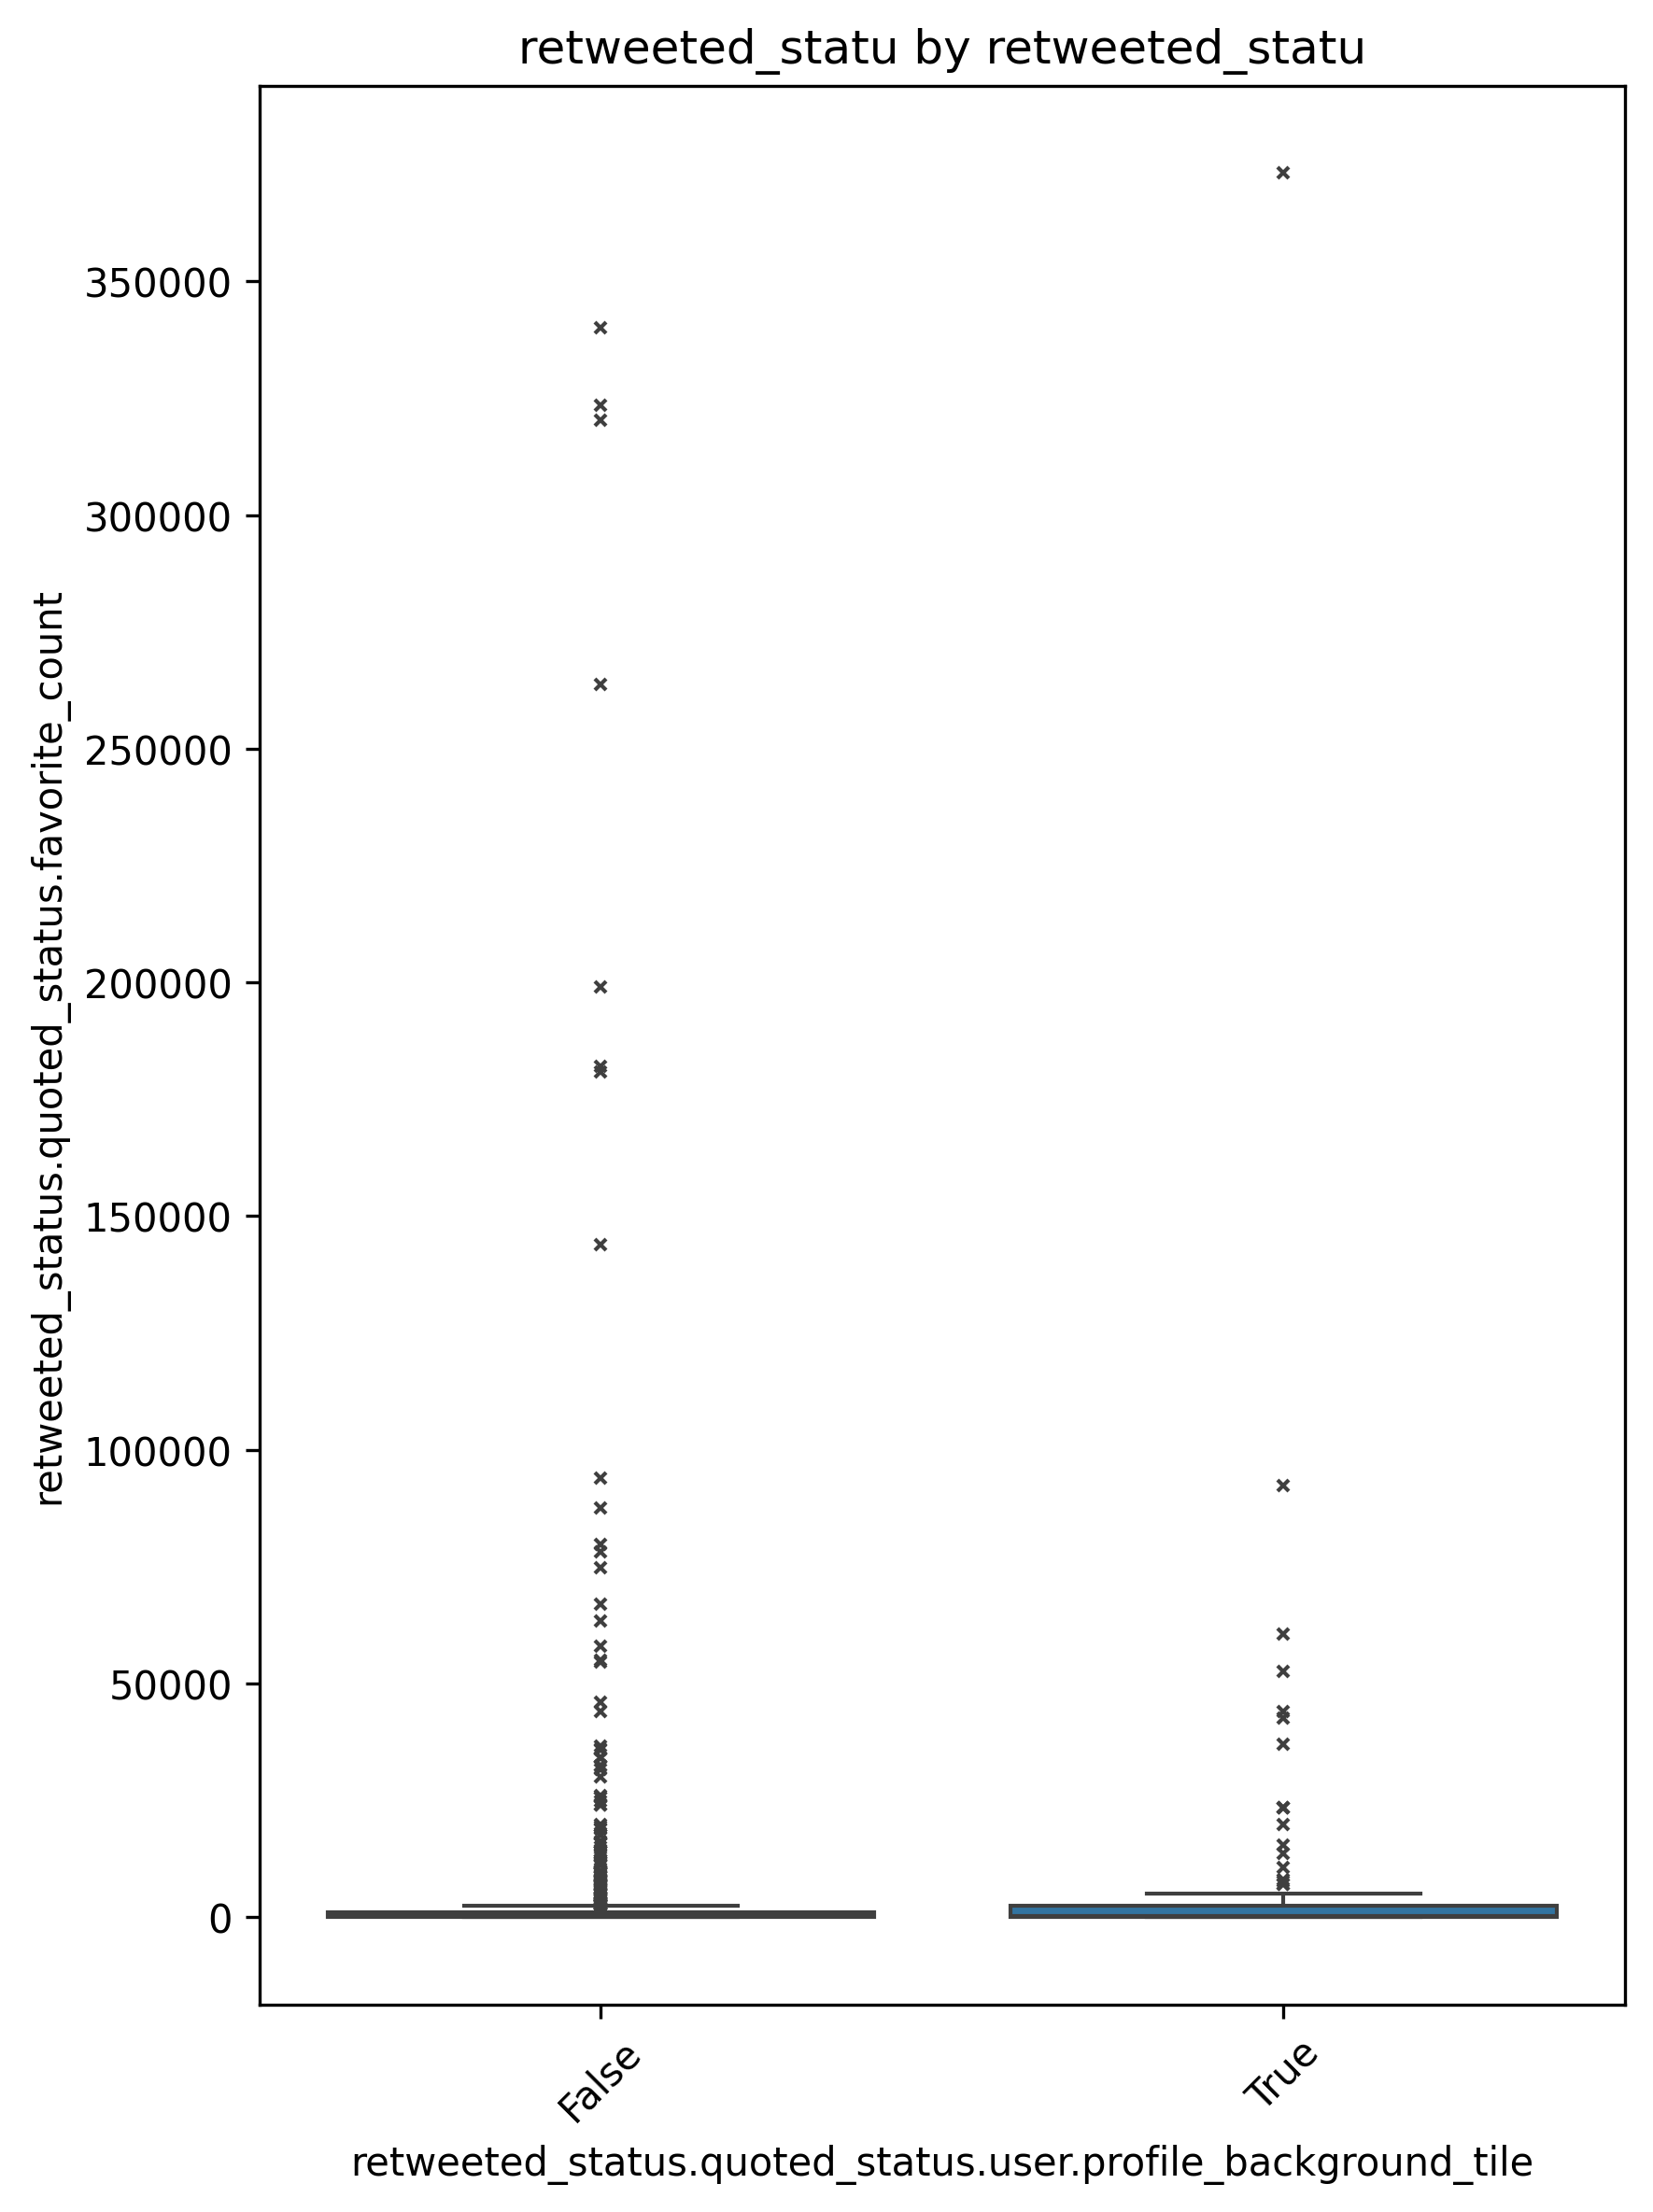 retweeted_statu by retweeted_statu
retweeted_status.quoted_status.favorite_count
350000
300000
250000
200000
150000
100000
50000
0
False
True
retweeted_status.quoted_status.user.profile_background_tile